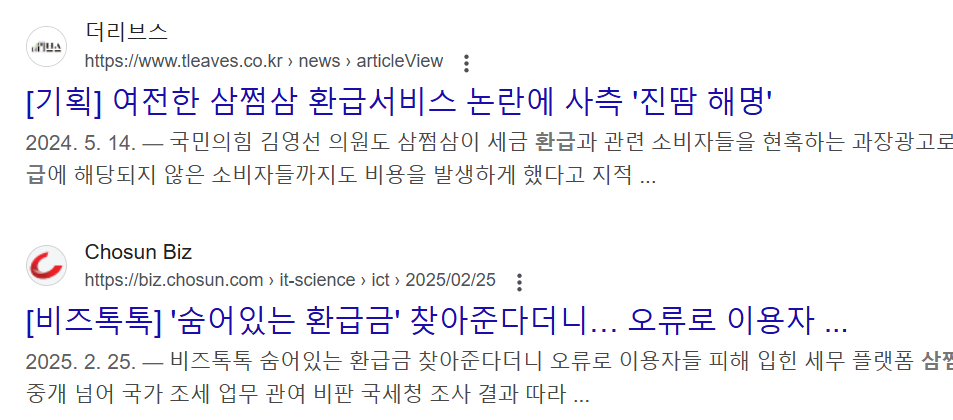 더리브스
https://www.tleaves.co.kr › news › articleView
[기획] 여전한 삼쩜삼 환급서비스 논란에 사측 '진땀 해명'
2024. 5. 14. — 국민의힘 김영선 의원도 삼쩜삼이 세금 환급과 관련 소비자들을 현혹하는 과장광고로
급에 해당되지 않은 소비자들까지도 비용을 발생하게 했다고 지적 ...
Chosun Biz
https://biz.chosun.com › it-science › ict › 2025/02/25
[비즈톡톡] '숨어있는 환급금' 찾아준다더니… 오류로 이용자 ...
2025. 2. 25. — 비즈톡톡 숨어있는 환급금 찾아준다더니 오류로 이용자들 피해 입힌 세무 플랫폼 삼쩜
중개 넘어 국가 조세 업무 관여 비판 국세청 조사 결과 따라 ...